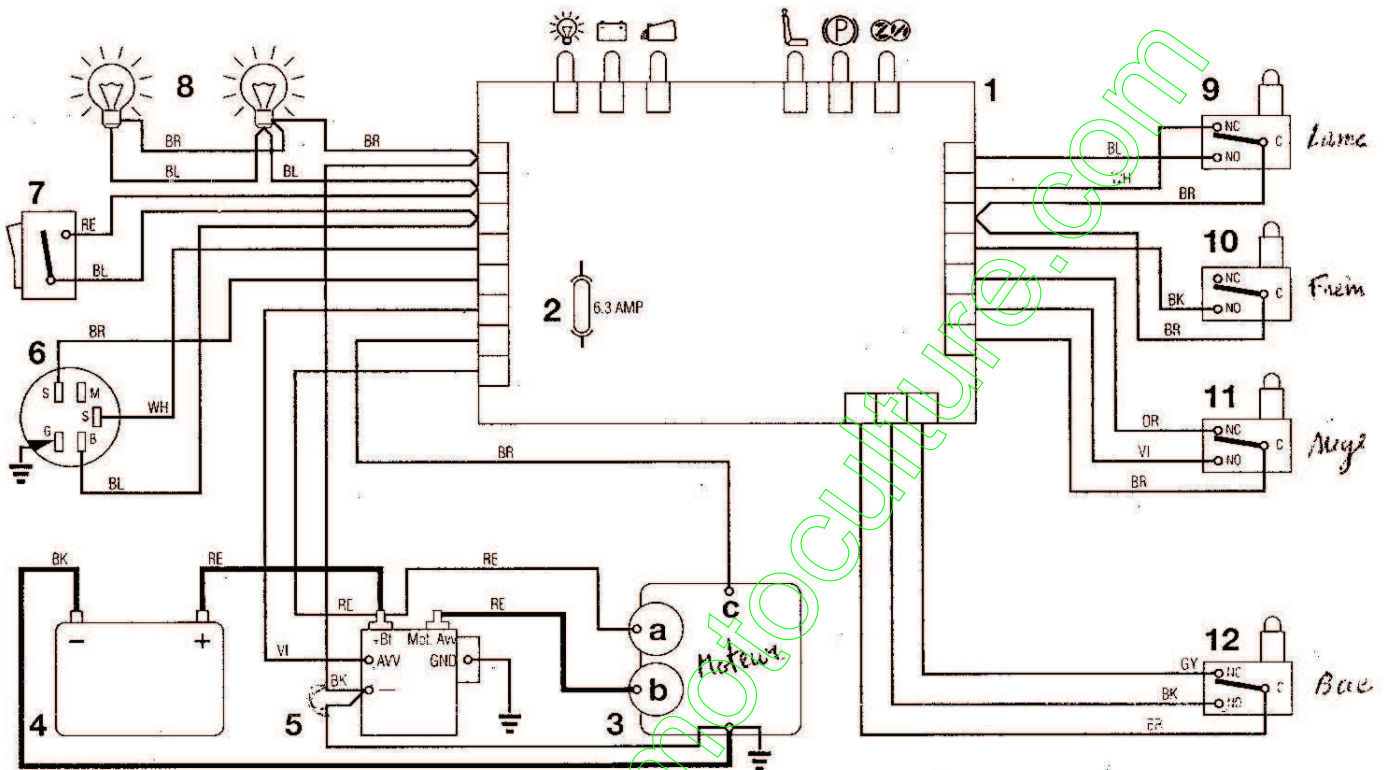 P
1
9
NC
C
NO
Lame
8
BR
BR
BL
BL
BL
WH
BR
7
RE
BL
10
NC
C
NO
Frein
BK
BR
2
6.3 AMP
BR
6
S
M
S
WH
G
B
BL
11
OR
NC
C
VI
NO
BR
BR
BK
RE
RE
RE
RE
C
a
b
Moteur
- +
+Bt
Mot. Avv
VI
AVV
GND
BK
—
4
5
3
12
GY
NC
C
BK
NO
BR
Bac
motoculture.com